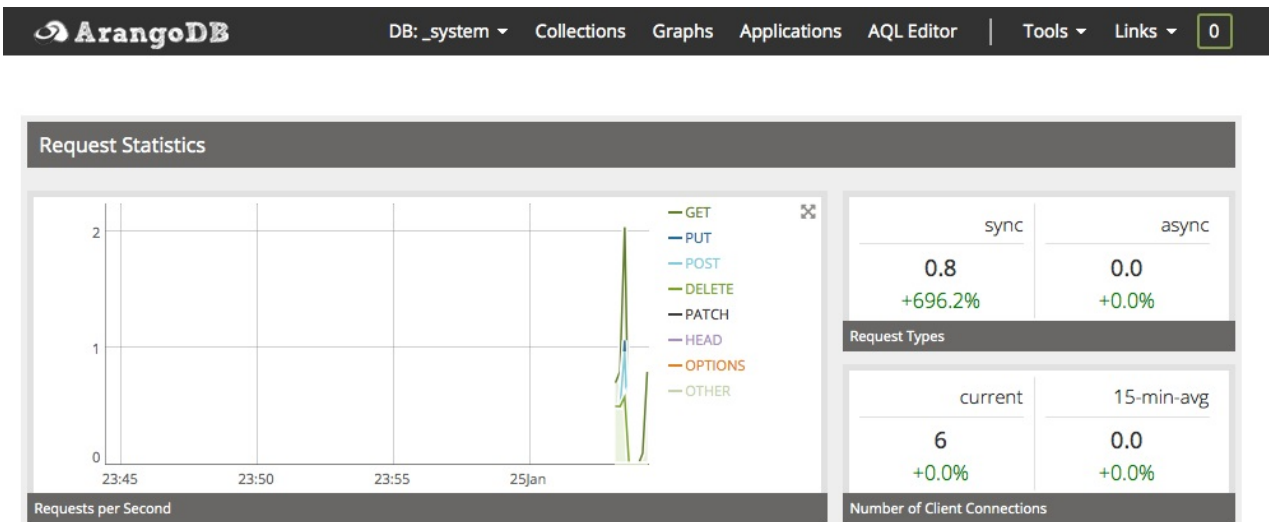 ArangoDB DB: _system Collections Graphs Applications AQL Editor Tools Links 0
Request Statistics
2
1
0
23:45 23:50 23:55 25Jan
GET
PUT
POST
DELETE
PATCH
HEAD
OPTIONS
OTHER
Requests per Second
sync async
0.8 0.0
+696.2% +0.0%
Request Types
current 15-min-avg
6 0.0
+0.0% +0.0%
Number of Client Connections